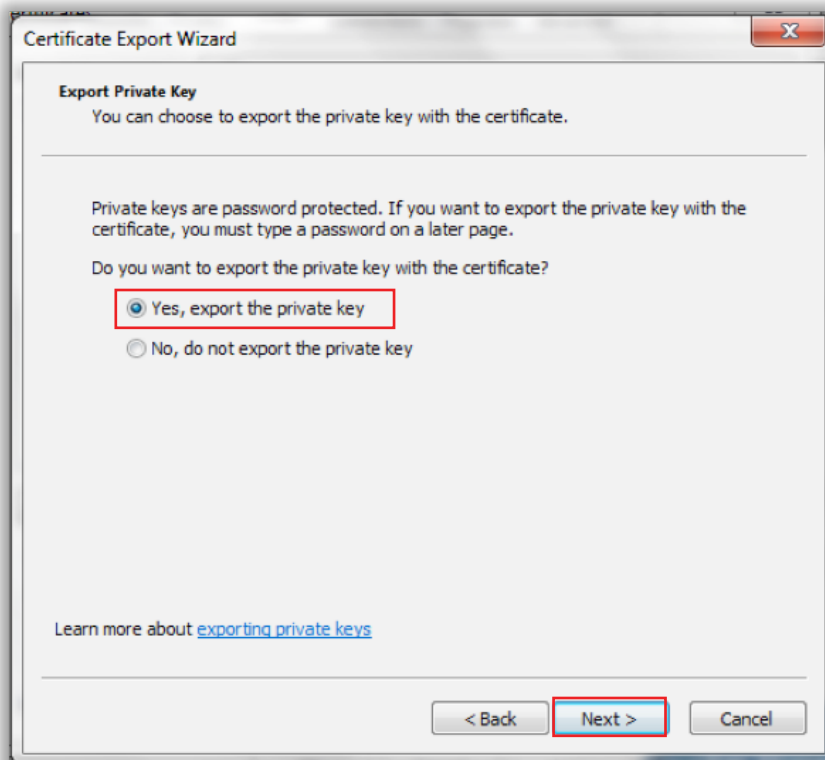 Certificate Export Wizard
Export Private Key
You can choose to export the private key with the certificate.
Private keys are password protected. If you want to export the private key with the
certificate, you must type a password on a later page.
Do you want to export the private key with the certificate?
Yes, export the private key
No, do not export the private key
Learn more about exporting private keys
< Back Next > Cancel